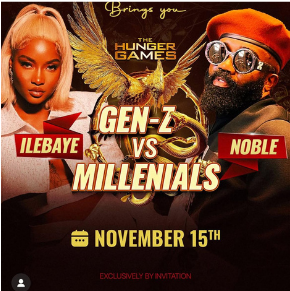 Brings you
THE
HUNGER
GAMES
GEN-Z
VS
MILLENIALS
ILEBAYE
NOBLE
NOVEMBER 15TH
EXCLUSIVELY BY INVITATION